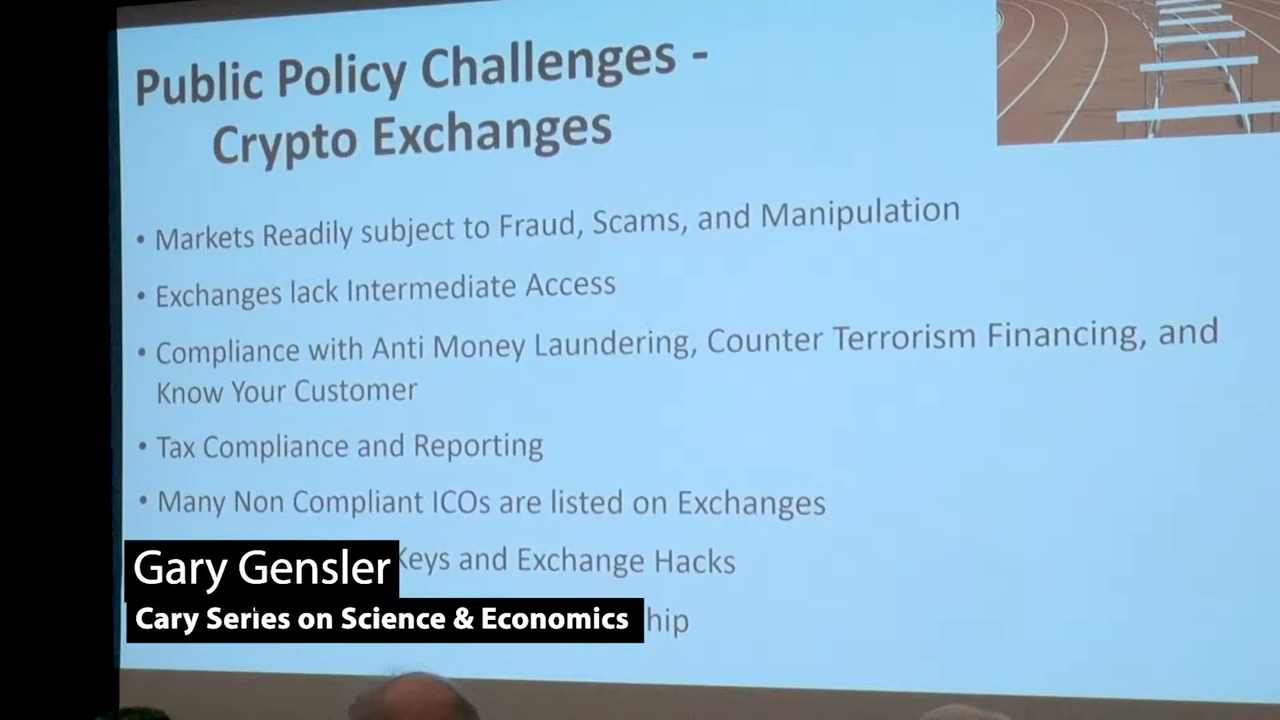 Public Policy Challenges -
Crypto Exchanges
• Markets Readily subject to Fraud, Scams, and Manipulation
• Exchanges lack Intermediate Access
• Compliance with Anti Money Laundering, Counter Terrorism Financing, and
Know Your Customer
• Tax Compliance and Reporting
• Many Non Compliant ICOs are listed on Exchanges
Keys and Exchange Hacks
Gary Gensler
Cary Series on Science & Economics